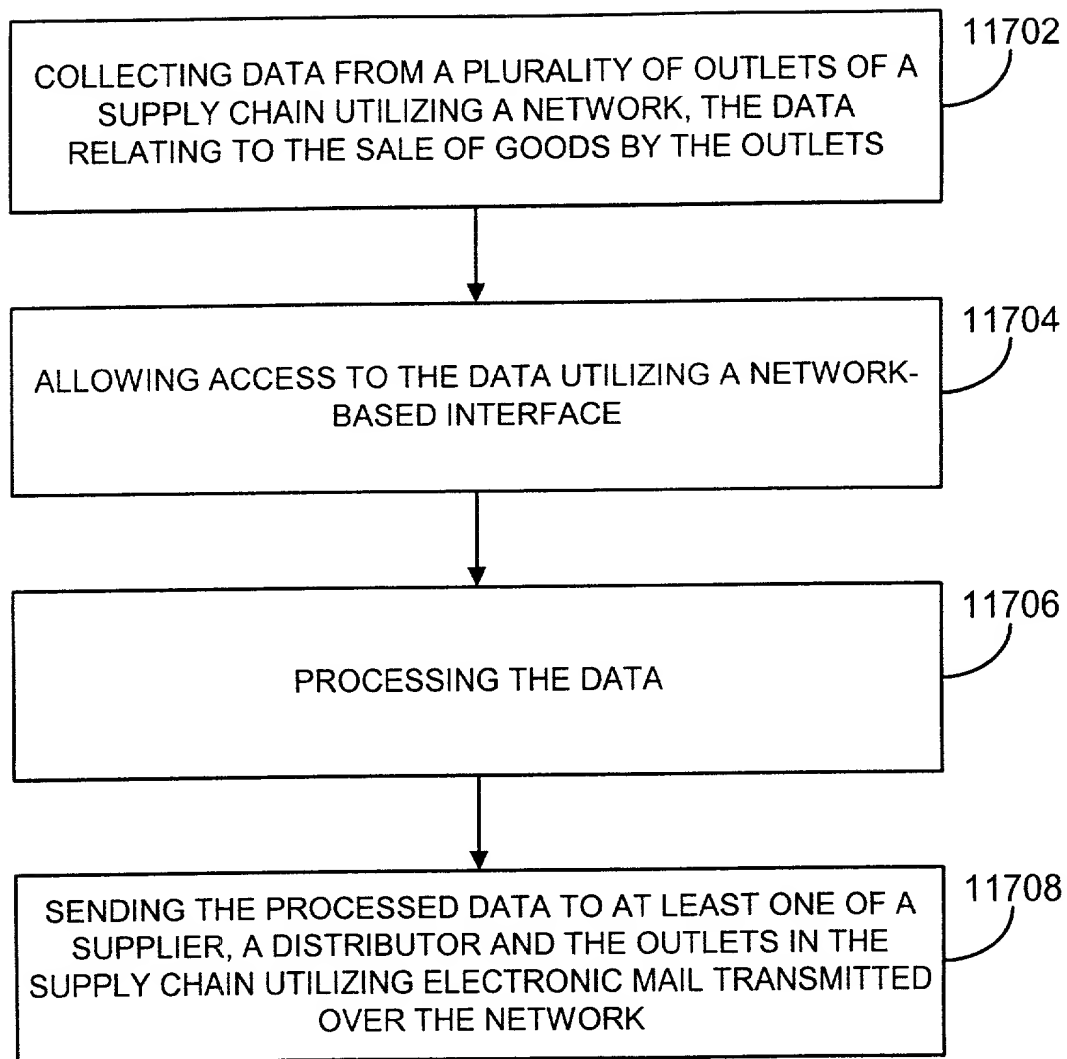 11702
COLLECTING DATA FROM A PLURALITY OF OUTLETS OF A
SUPPLY CHAIN UTILIZING A NETWORK, THE DATA
RELATING TO THE SALE OF GOODS BY THE OUTLETS
11704
ALLOWING ACCESS TO THE DATA UTILIZING A NETWORK-
BASED INTERFACE
11706
PROCESSING THE DATA
11708
SENDING THE PROCESSED DATA TO AT LEAST ONE OF A
SUPPLIER, A DISTRIBUTOR AND THE OUTLETS IN THE
SUPPLY CHAIN UTILIZING ELECTRONIC MAIL TRANSMITTED
OVER THE NETWORK